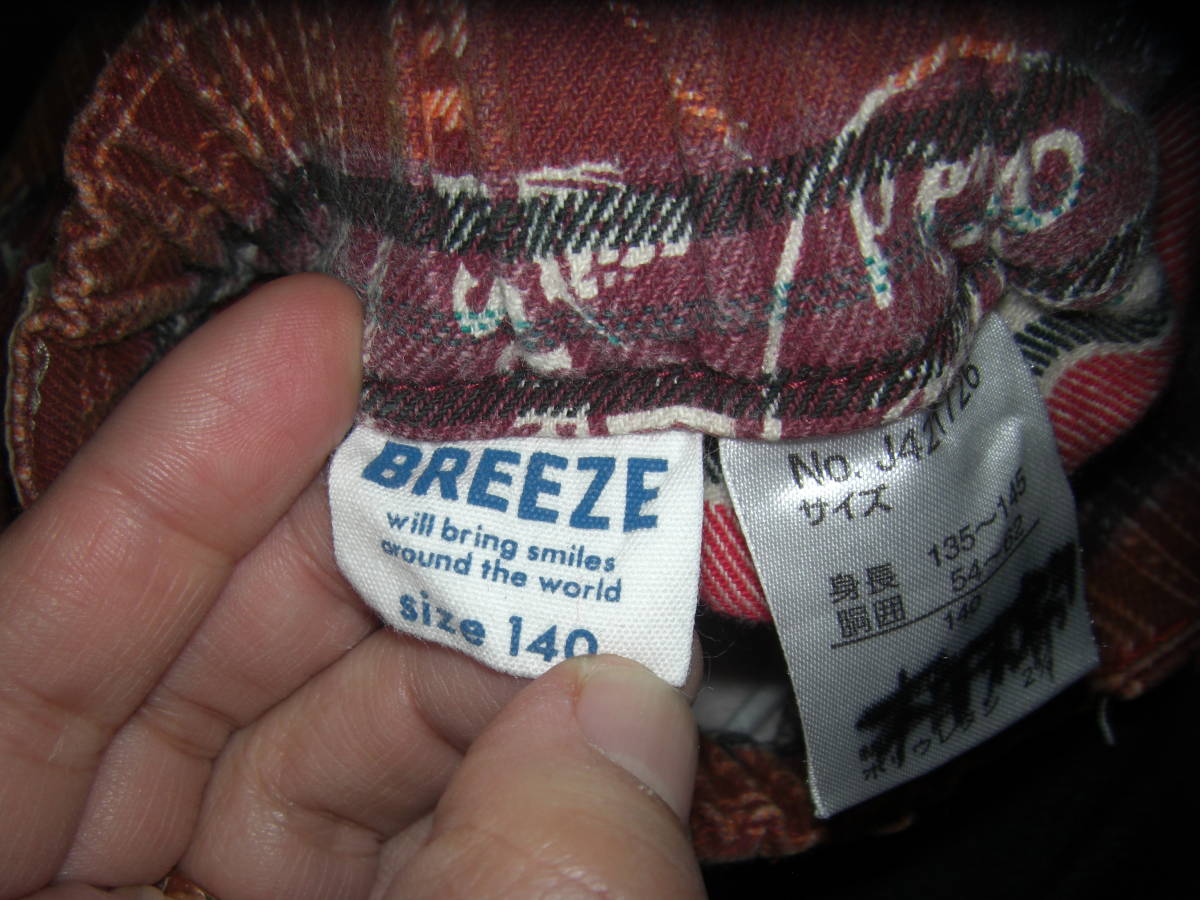 BREEZE
will bring smiles
around the world
size 140
No. J421726
サイズ
身長 135～145
胴囲 54～62
140